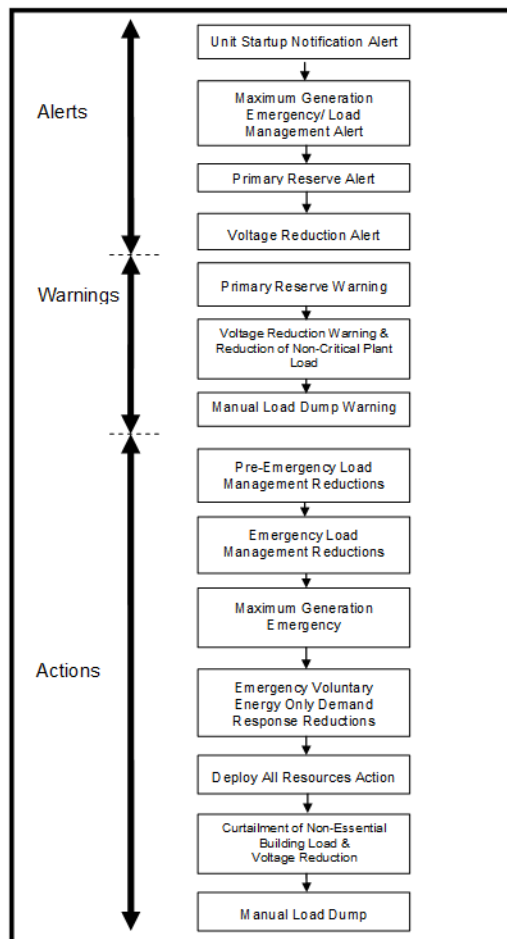 Alerts
Unit Startup Notification Alert
Maximum Generation
Emergency/ Load
Management Alert
Primary Reserve Alert
Voltage Reduction Alert
Warnings
Primary Reserve Warning
Voltage Reduction Warning &
Reduction of Non-Critical Plant
Load
Manual Load Dump Warning
Actions
Pre-Emergency Load
Management Reductions
Emergency Load
Management Reductions
Maximum Generation
Emergency
Emergency Voluntary
Energy Only Demand
Response Reductions
Deploy All Resources Action
Curtailment of Non-Essential
Building Load &
Voltage Reduction
Manual Load Dump